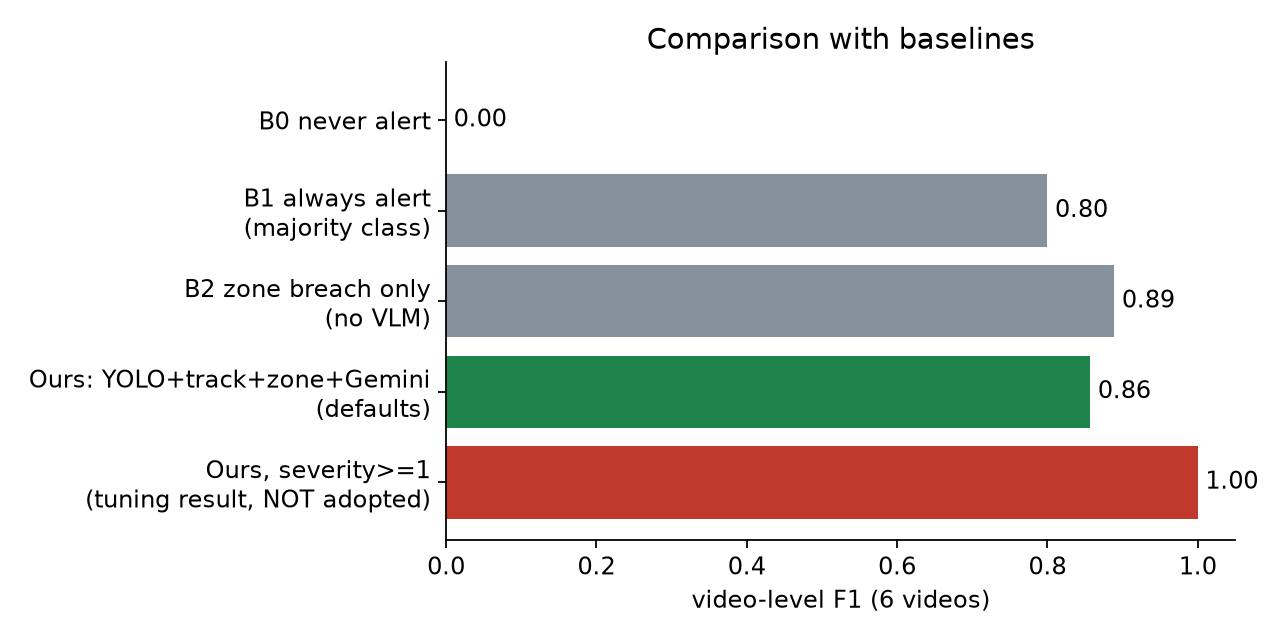 Comparison with baselines
B0 never alert
0.00
B1 always alert
(majority class)
0.80
B2 zone breach only
(no VLM)
0.89
Ours: YOLO+track+zone+Gemini
(defaults)
0.86
Ours, severity>=1
(tuning result, NOT adopted)
1.00
0.0 0.2 0.4 0.6 0.8 1.0
video-level F1 (6 videos)